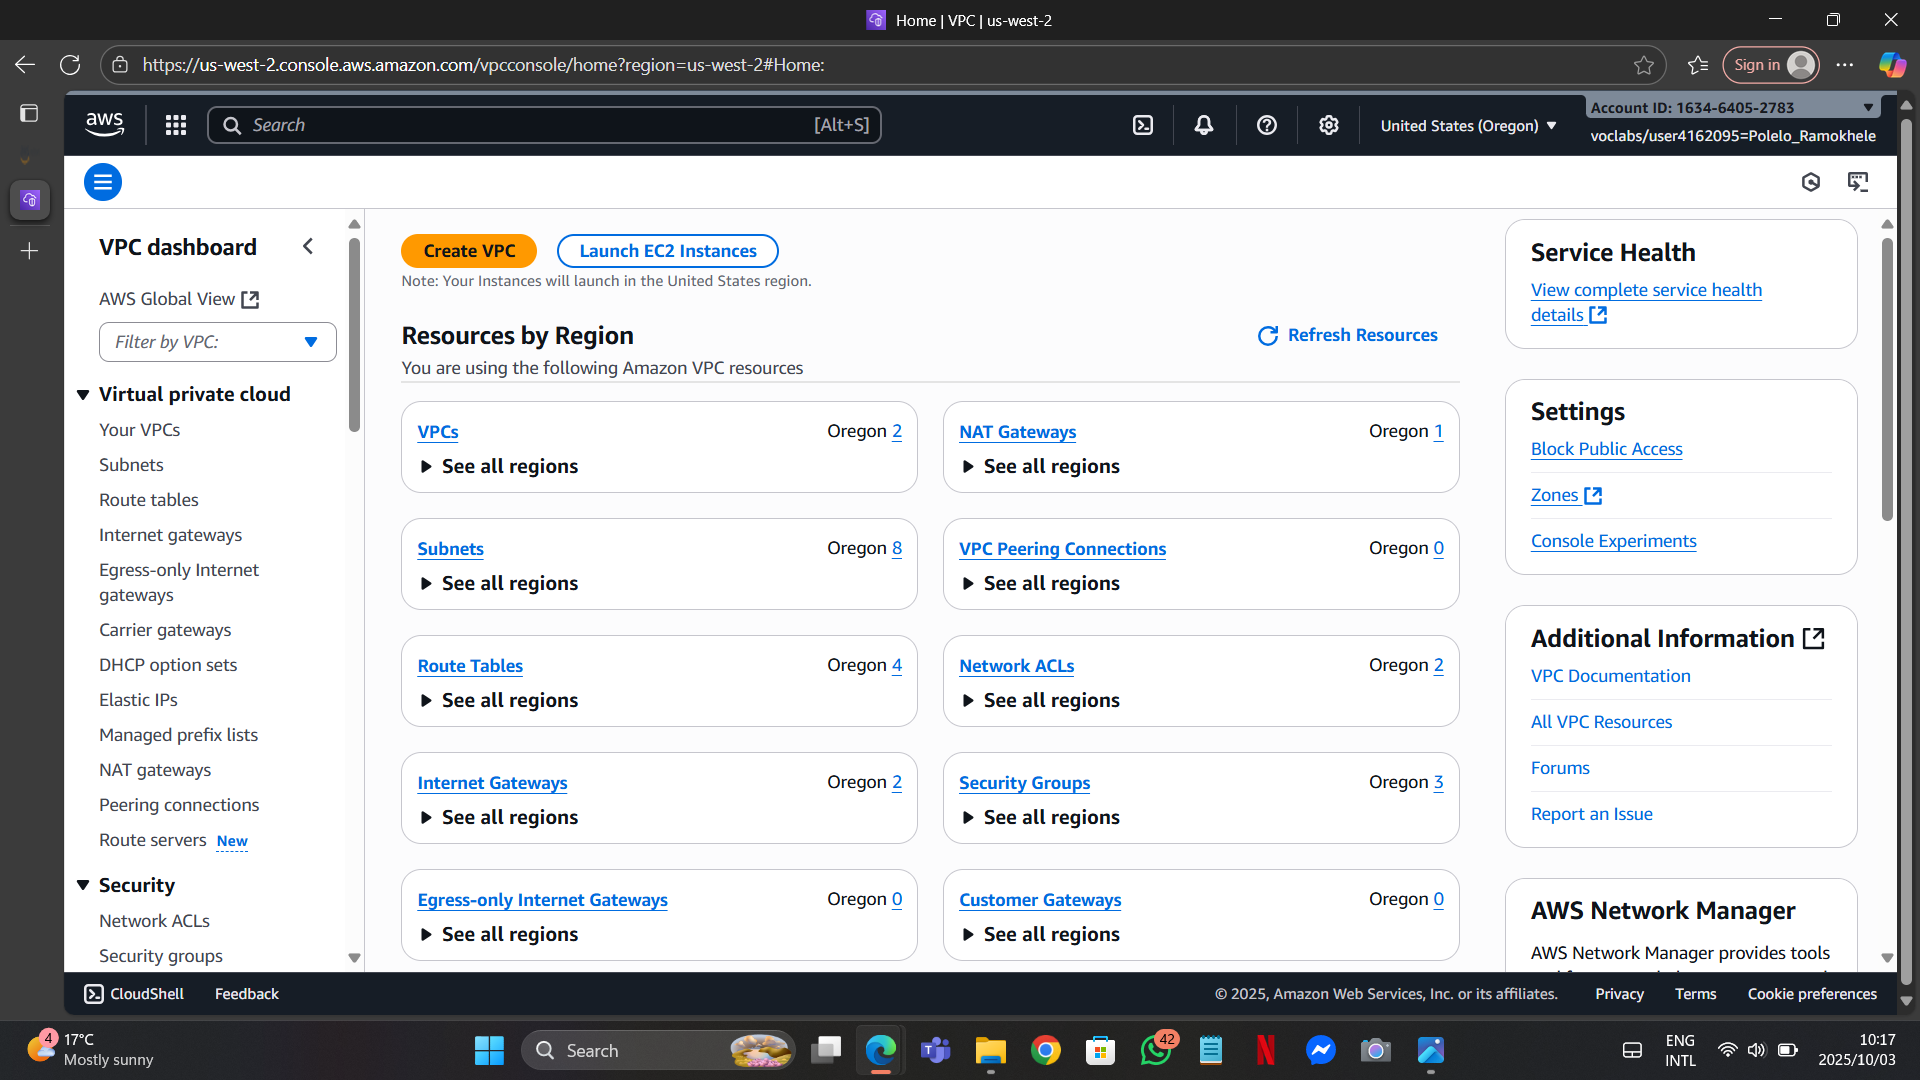 Home | VPC | us-west-2
https://us-west-2.console.aws.amazon.com/vpcconsole/home?region=us-west-2#Home:
Sign in
aws
Search
[Alt+S]
United States (Oregon)
Account ID: 1634-6405-2783
voclabs/user4162095=Polelo_Ramokhele
VPC dashboard
AWS Global View
Filter by VPC:
Virtual private cloud
Your VPCs
Subnets
Route tables
Internet gateways
Egress-only Internet
gateways
Carrier gateways
DHCP option sets
Elastic IPs
Managed prefix lists
NAT gateways
Peering connections
Route servers New
Security
Network ACLs
Security groups
Create VPC
Launch EC2 Instances
Note: Your Instances will launch in the United States region.
Resources by Region
Refresh Resources
You are using the following Amazon VPC resources
VPCs
Oregon 2
See all regions
NAT Gateways
Oregon 1
See all regions
Subnets
Oregon 8
See all regions
VPC Peering Connections
Oregon 0
See all regions
Route Tables
Oregon 4
See all regions
Network ACLs
Oregon 2
See all regions
Internet Gateways
Oregon 2
See all regions
Security Groups
Oregon 3
See all regions
Egress-only Internet Gateways
Oregon 0
See all regions
Customer Gateways
Oregon 0
See all regions
Service Health
View complete service health
details
Settings
Block Public Access
Zones
Console Experiments
Additional Information
VPC Documentation
All VPC Resources
Forums
Report an Issue
AWS Network Manager
AWS Network Manager provides tools
CloudShell
Feedback
© 2025, Amazon Web Services, Inc. or its affiliates.
Privacy
Terms
Cookie preferences
4
17°C
Mostly sunny
Search
42
ENG
INTL
10:17
2025/10/03